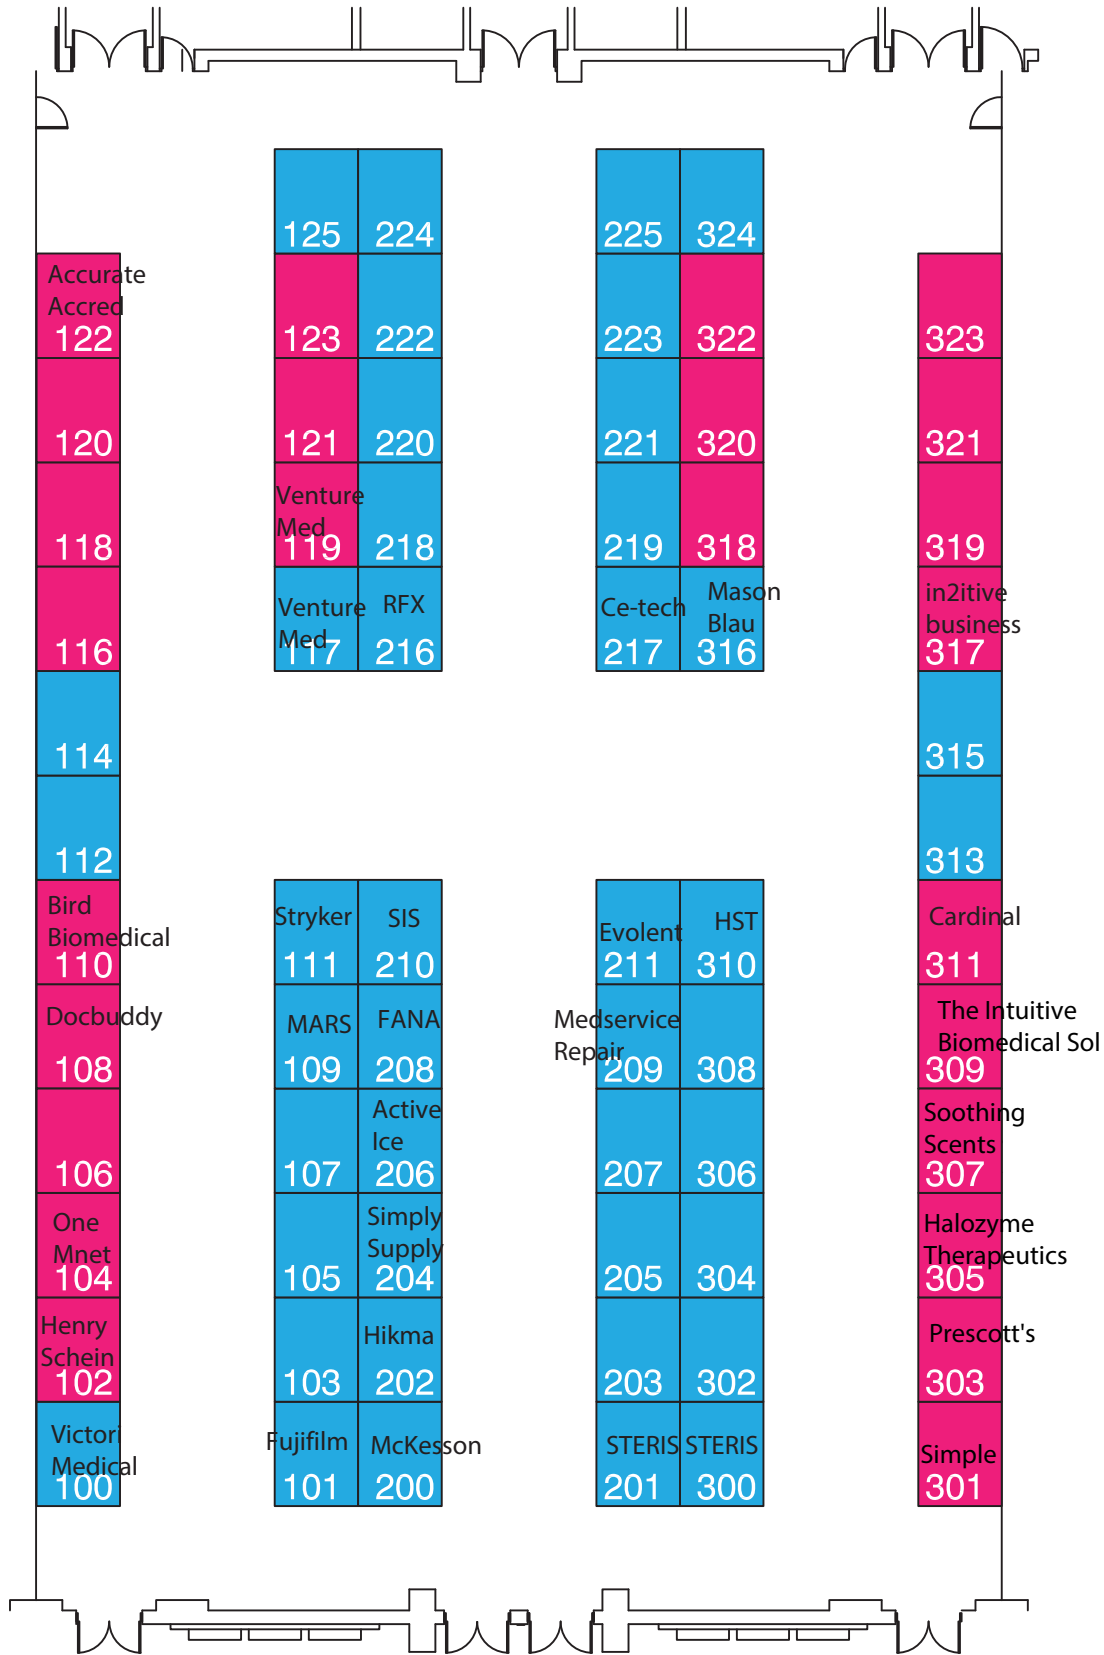 125 224
225 324
Accurate
Accred
122
123 222
223 322
323
120
121 220
221 320
321
118
Venture
Med
119 218
219 318
319
116
Venture
Med
117
RFX
216
Ce-tech
217
Mason
Blau
316
in2itive
business
317
114
315
112
313
Bird
Biomedical
110
Stryker
111
SIS
210
Evolent
211
HST
310
Cardinal
311
Docbuddy
108
MARS
109
FANA
208
Medservice
Repair
209
308
The Intuitive
Biomedical Sol
309
106
107
Active
Ice
206
207
306
Soothing
Scents
307
One
Mnet
104
105
Simply
Supply
204
205
304
Halozyme
Therapeutics
305
Henry
Schein
102
103
Hikma
202
203
302
Prescott's
303
Victori
Medical
100
Fujifilm
101
McKesson
200
STERIS
201
STERIS
300
Simple
301